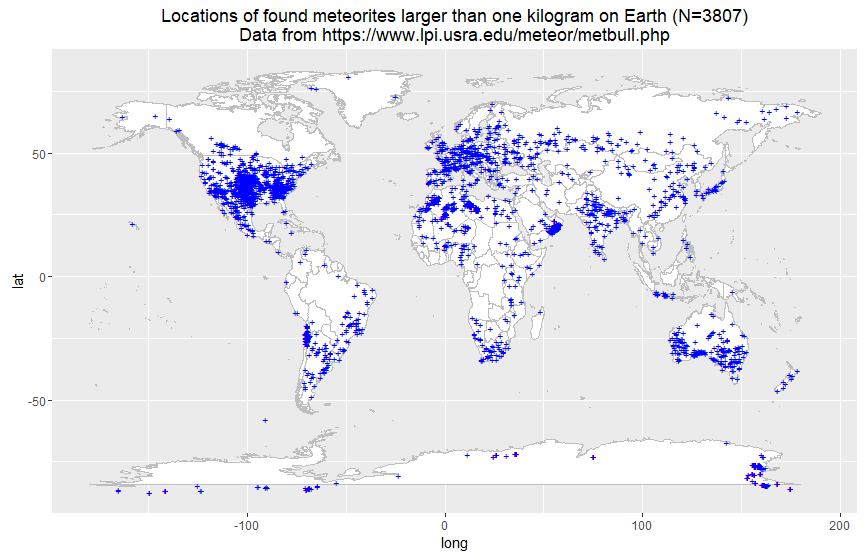 Locations of found meteorites larger than one kilogram on Earth (N=3807)
Data from https://www.lpi.usra.edu/meteor/metbull.php
lat
50
0
-50
-100
0
100
200
long